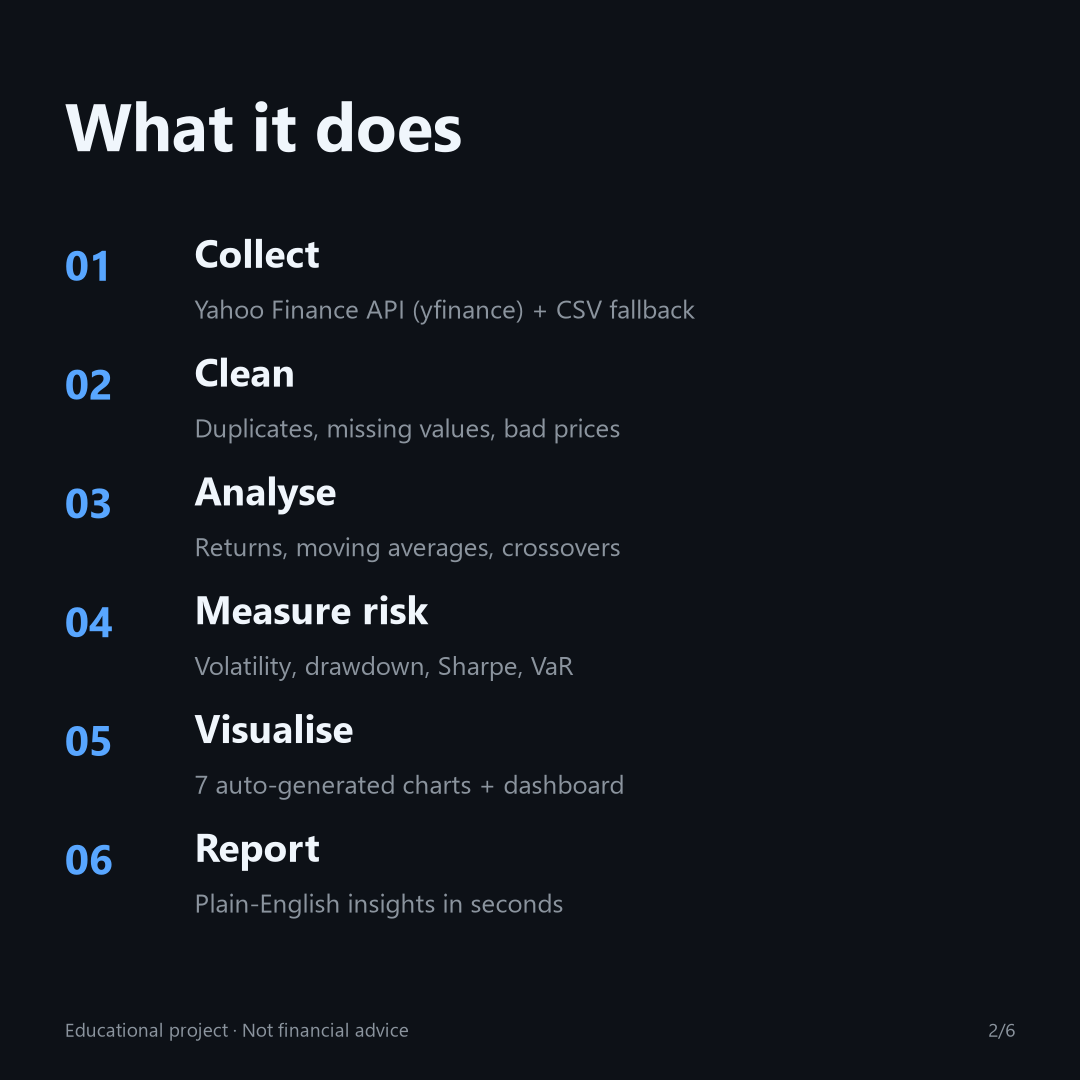 What it does
01
Collect
Yahoo Finance API (yfinance) + CSV fallback
02
Clean
Duplicates, missing values, bad prices
03
Analyse
Returns, moving averages, crossovers
04
Measure risk
Volatility, drawdown, Sharpe, VaR
05
Visualise
7 auto-generated charts + dashboard
06
Report
Plain-English insights in seconds
Educational project · Not financial advice
2/6